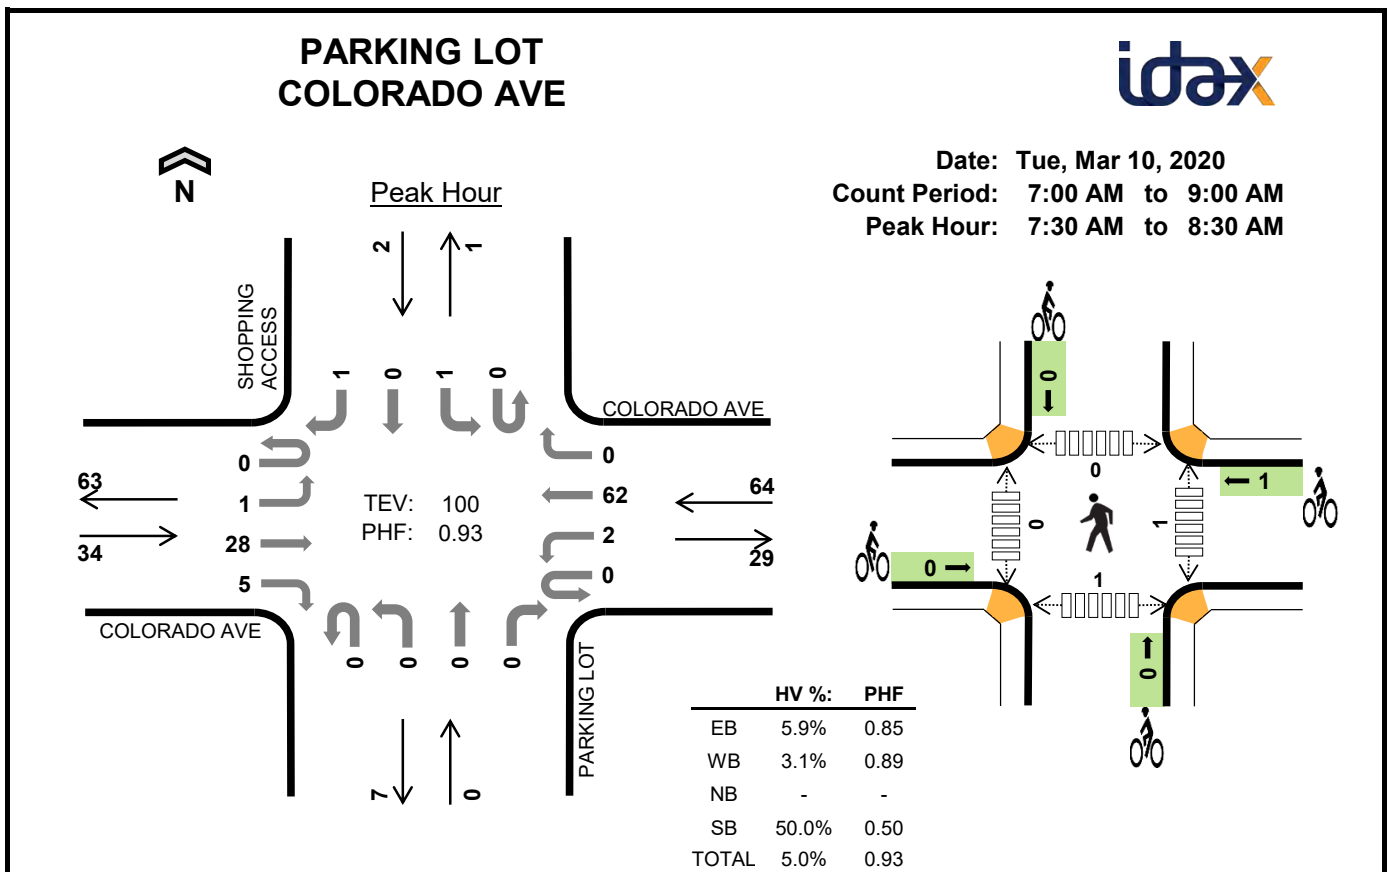 PARKING LOT
COLORADO AVE
idax
Date: Tue, Mar 10, 2020
Count Period: 7:00 AM to 9:00 AM
Peak Hour: 7:30 AM to 8:30 AM
N
Peak Hour
2
1
SHOPPING
ACCESS
1 0 1 0
COLORADO AVE
0
1
28
5
63
34
TEV: 100
PHF: 0.93
0
62
2
0
64
29
COLORADO AVE
0 0 0 0
PARKING LOT
7
0
0
0
1
0
1
0
1
0
HV %: PHF
EB 5.9% 0.85
WB 3.1% 0.89
NB - -
SB 50.0% 0.50
TOTAL 5.0% 0.93